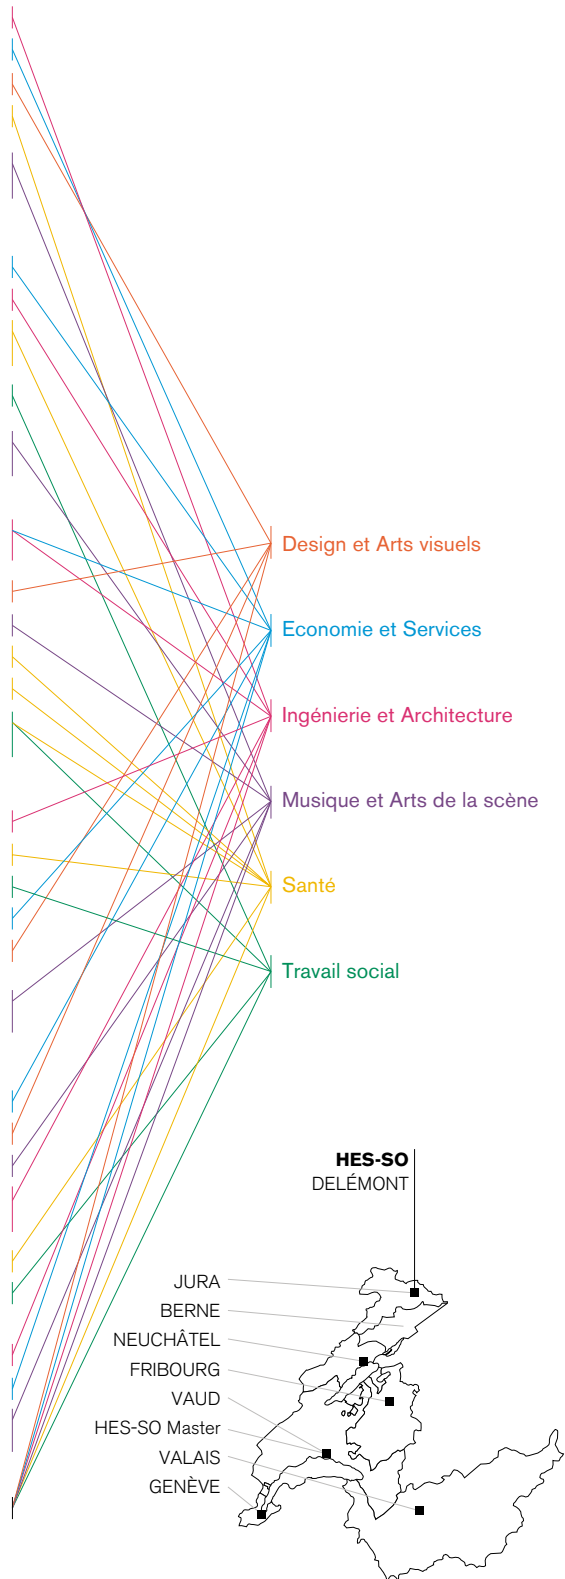 Design et Arts visuels
Economie et Services
Ingénierie et Architecture
Musique et Arts de la scène
Santé
Travail social
HES-SO
DELÉMONT
JURA
BERNE
NEUCHÂTEL
FRIBOURG
VAUD
HES-SO Master
VALAIS
GENÈVE